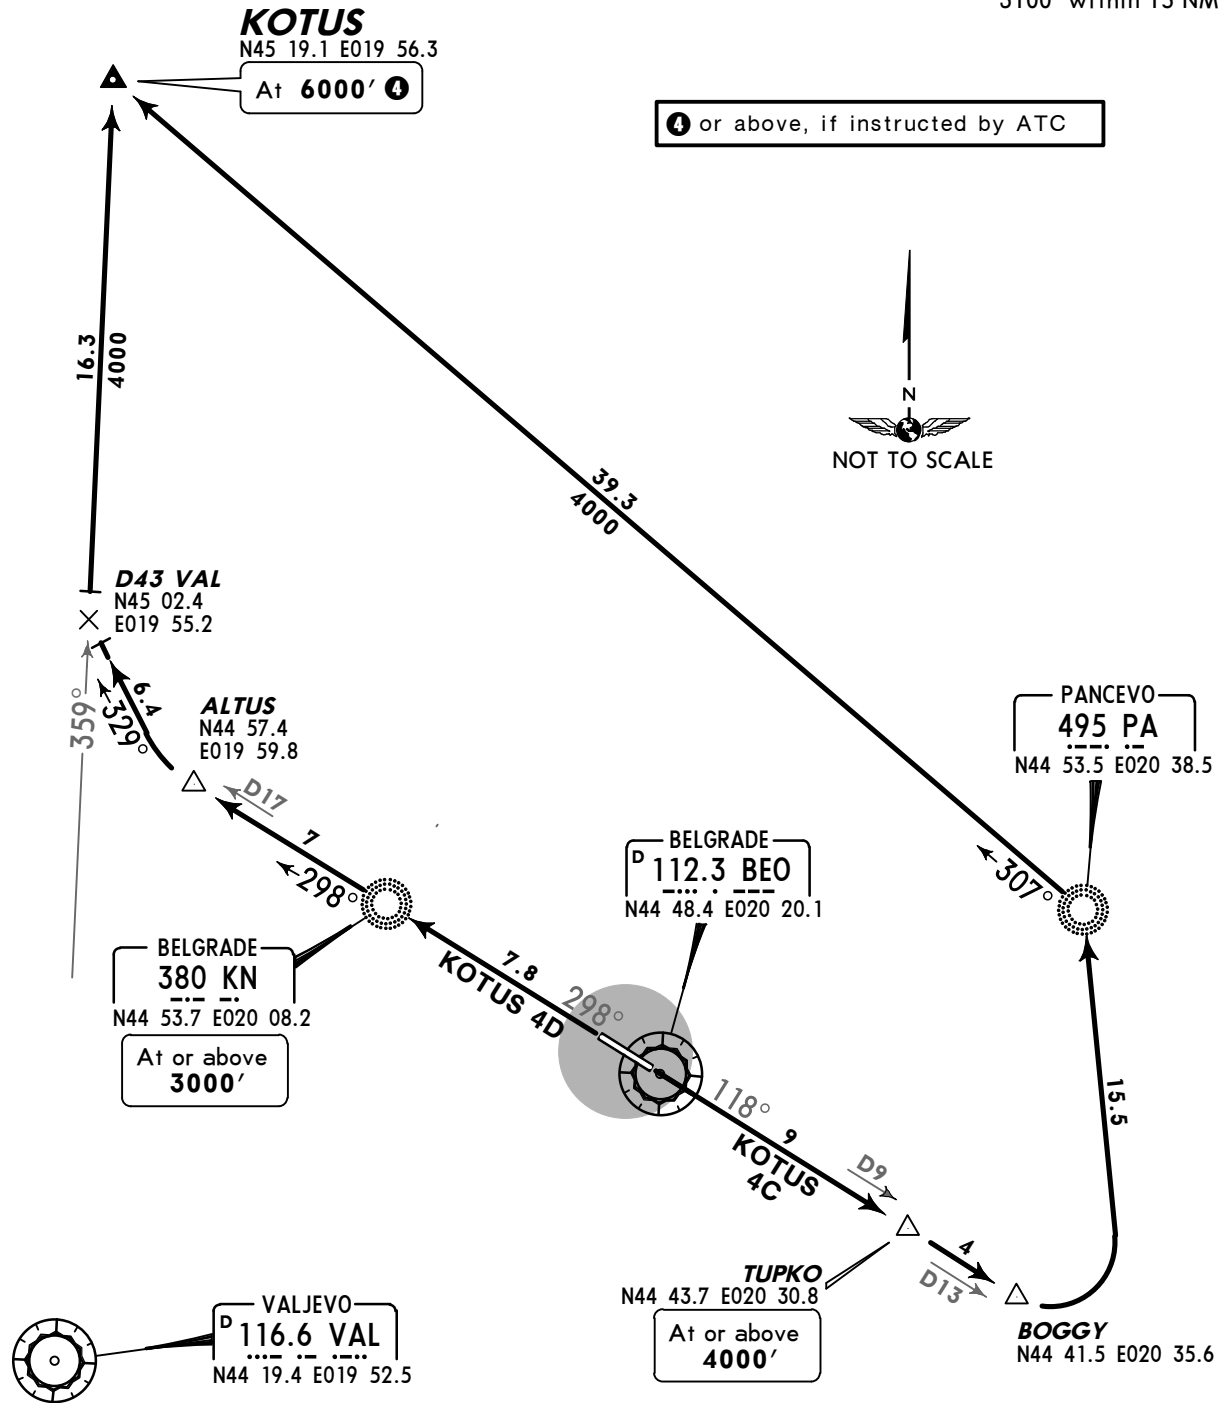 3100' within 15 NM
KOTUS
N45 19.1 E019 56.3
At 6000' 4
4 or above, if instructed by ATC
N
NOT TO SCALE
16.3
4000
39.3
4000
D43 VAL
N45 02.4
E019 55.2
359°
6.4
329°
ALTUS
N44 57.4
E019 59.8
D17
7
298°
PANCEVO
495 PA
N44 53.5 E020 38.5
307°
BELGRADE
D 112.3 BEO
N44 48.4 E020 20.1
BELGRADE
380 KN
N44 53.7 E020 08.2
At or above
3000'
7.8
KOTUS 4D
298°
118°
9
KOTUS
4C
D9
15.5
4
D13
TUPKO
N44 43.7 E020 30.8
At or above
4000'
BOGGY
N44 41.5 E020 35.6
VALJEVO
D 116.6 VAL
N44 19.4 E019 52.5